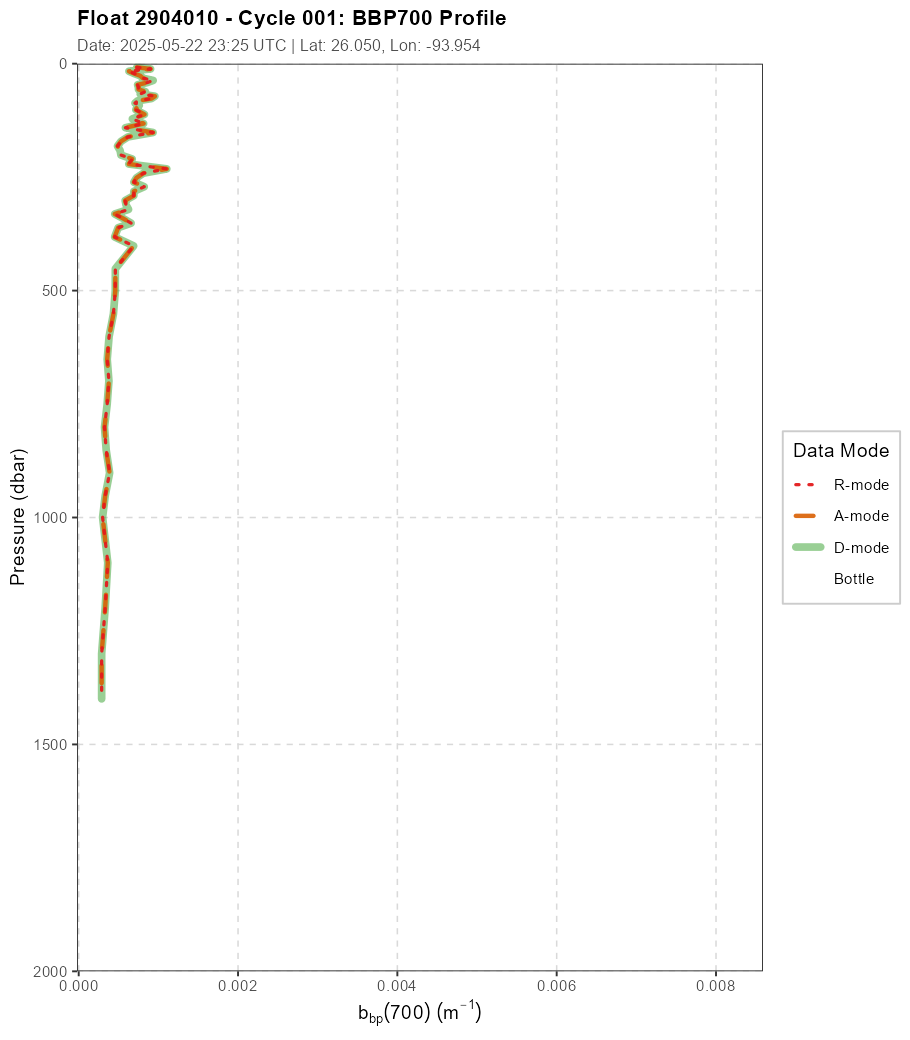 Float 2904010 - Cycle 001: BBP700 Profile
Date: 2025-05-22 23:25 UTC | Lat: 26.050, Lon: -93.954
0
500
1000
1500
2000
Pressure (dbar)
0.000 0.002 0.004 0.006 0.008
b_bp(700) (m⁻¹)
Data Mode
R-mode
A-mode
D-mode
Bottle